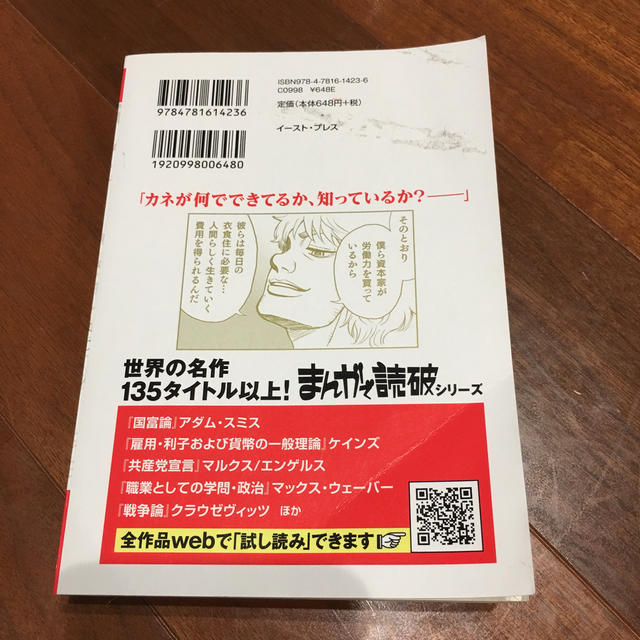 ISBN978-4-7816-1423-6
C0998 ¥648E
定価(本体648円+税)
イースト・プレス
9784781614236
1920998006480
「カネが何でできてるか、知っているか?――」
そのとおり
僕ら資本家が
労働力を買って
いるから
彼らは毎日の
衣食住に必要な…
人間らしく生きていく
費用を得られるんだ
世界の名作
135タイトル以上!
まんがで読破シリーズ
『国富論』アダム・スミス
『雇用・利子および貨幣の一般理論』ケインズ
『共産党宣言』マルクス/エンゲルス
『職業としての学問・政治』マックス・ウェーバー
『戦争論』クラウゼヴィッツ ほか
全作品webで「試し読み」できます